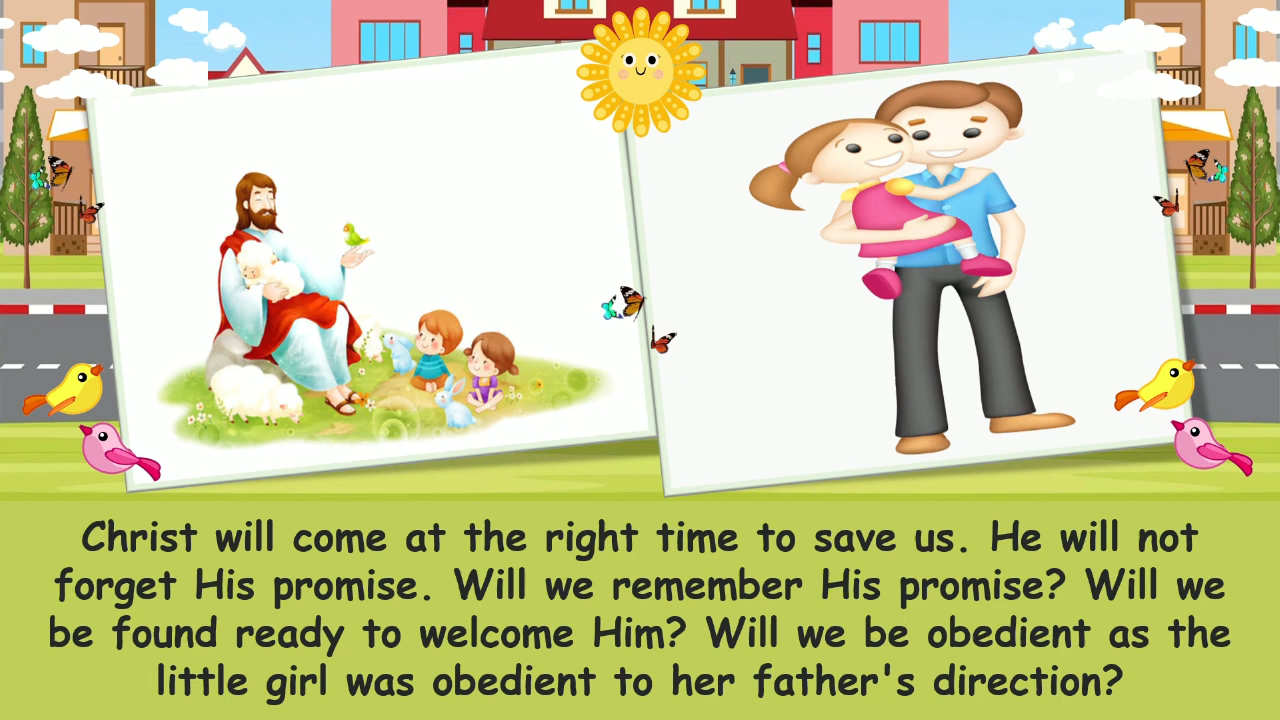 Christ will come at the right time to save us. He will not
forget His promise. Will we remember His promise? Will we
be found ready to welcome Him? Will we be obedient as the
little girl was obedient to her father's direction?